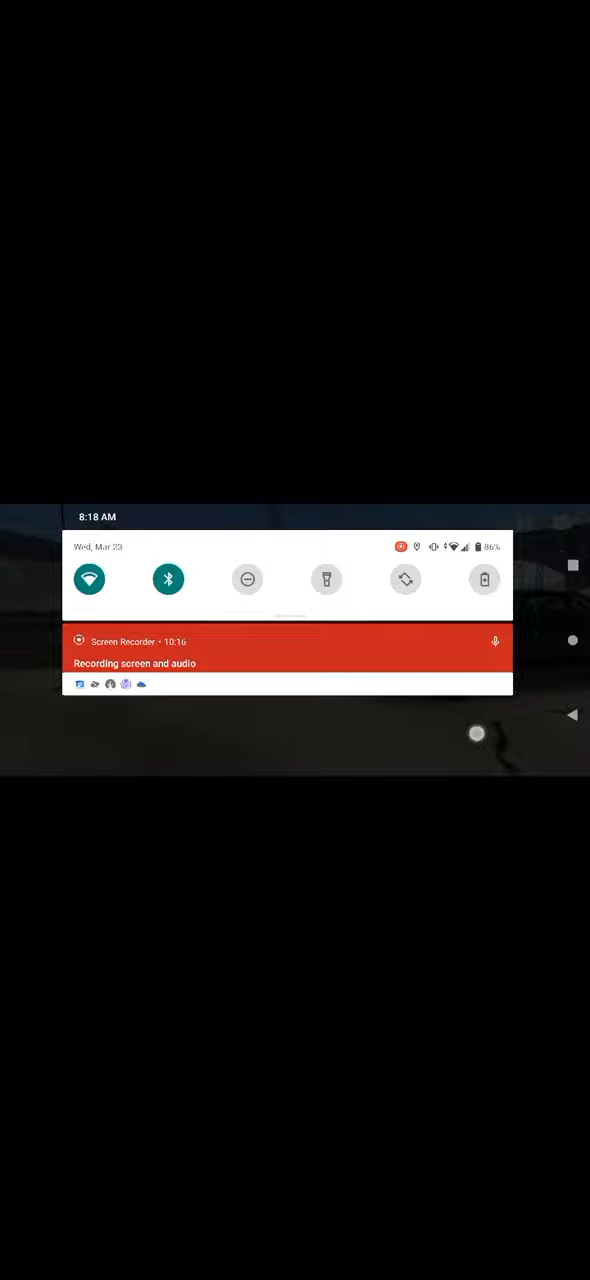 8:18 AM
Wed, Mar 23
86%
Screen Recorder • 10:16
Recording screen and audio